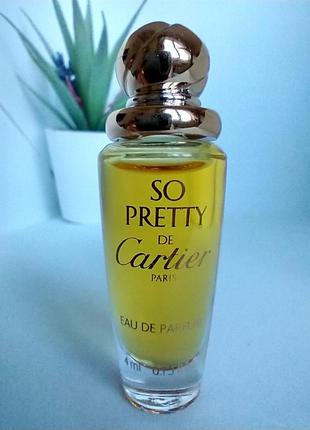 SO
PRETTY
DE
Cartier
PARIS
EAU DE PARFUM
4 ml